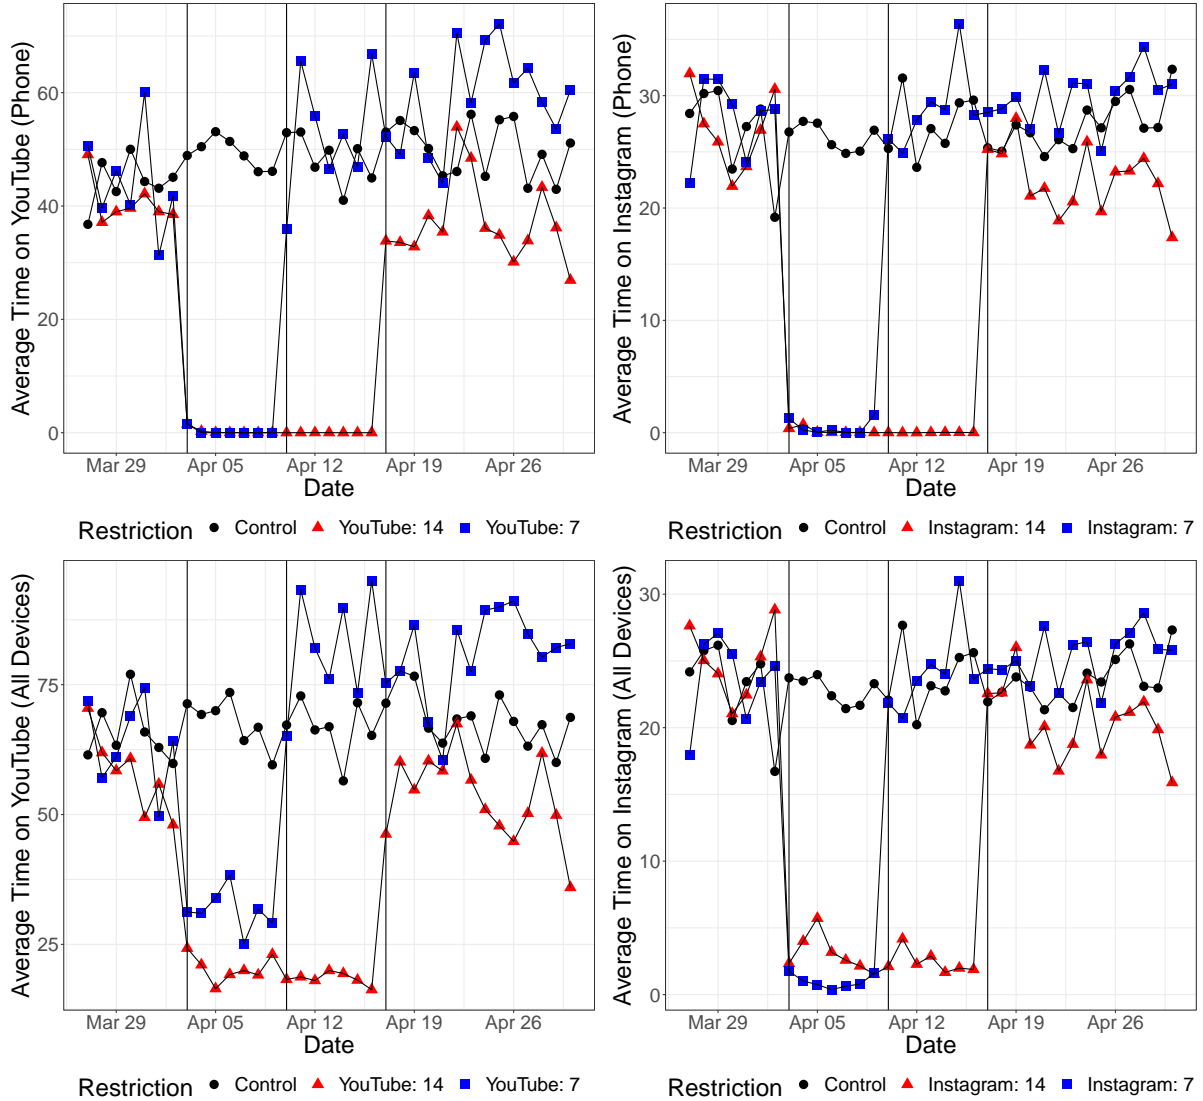 Average Time on YouTube (Phone)
60
40
20
0
Mar 29 Apr 05 Apr 12 Apr 19 Apr 26
Date
Restriction Control YouTube: 14 YouTube: 7
Average Time on Instagram (Phone)
30
20
10
0
Mar 29 Apr 05 Apr 12 Apr 19 Apr 26
Date
Restriction Control Instagram: 14 Instagram: 7
Average Time on YouTube (All Devices)
75
50
25
Mar 29 Apr 05 Apr 12 Apr 19 Apr 26
Date
Restriction Control YouTube: 14 YouTube: 7
Average Time on Instagram (All Devices)
30
20
10
0
Mar 29 Apr 05 Apr 12 Apr 19 Apr 26
Date
Restriction Control Instagram: 14 Instagram: 7